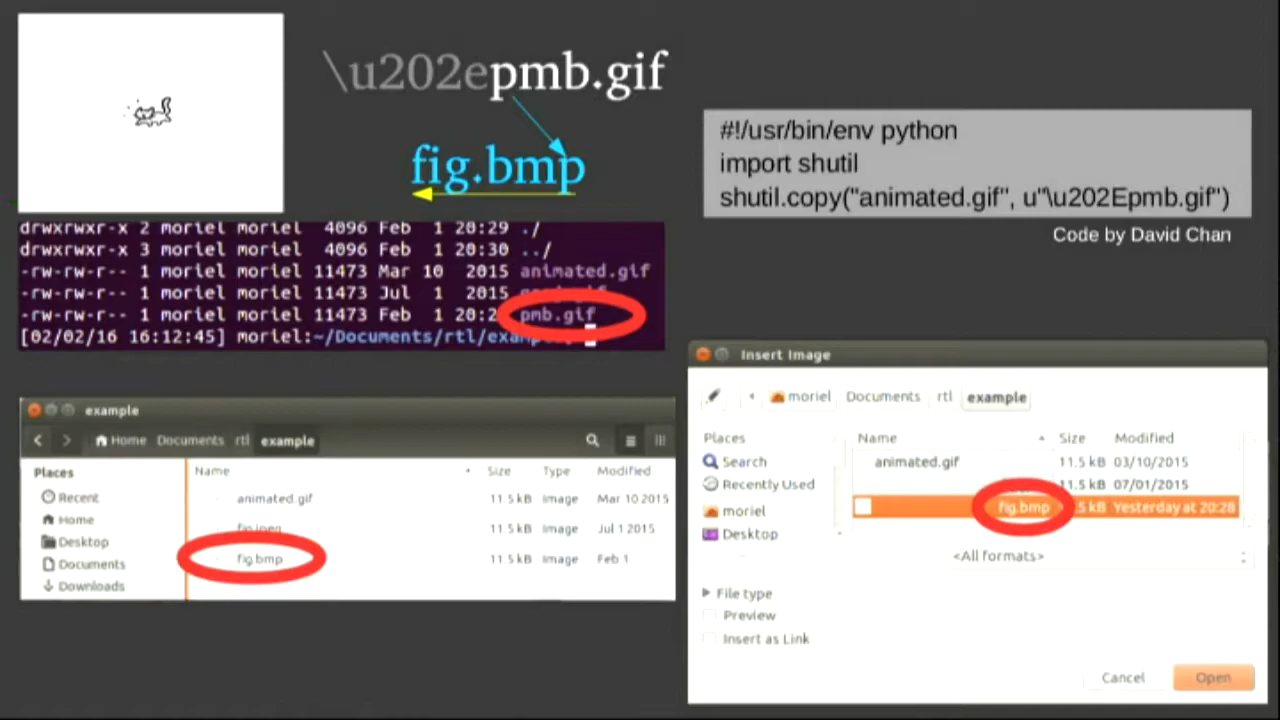 \u202epmb.gif
fig.bmp
#!/usr/bin/env python
import shutil
shutil.copy("animated.gif", u"\u202Epmb.gif")
Code by David Chan
drwxrwxr-x 2 moriel moriel 4096 Feb 1 20:29 ./
drwxrwxr-x 3 moriel moriel 4096 Feb 1 20:30 ../
-rw-rw-r-- 1 moriel moriel 11473 Mar 10 2015 animated.gif
-rw-rw-r-- 1 moriel moriel 11473 Jul 1 2015
-rw-rw-r-- 1 moriel moriel 11473 Feb 1 pmb.gif
[02/02/16 16:12:45] moriel:~/Documents/rtl/
example
Home Documents rtl example
Places
Recent
Home
Desktop
Documents
Downloads
Name Size Type Modified
animated.gif 11.5 kB Image Mar 10 2015
11.5 kB Image Jul 1 2015
fig.bmp 11.5 kB Image Feb 1
Insert Image
moriel Documents rtl example
Places
Search
Recently Used
moriel
Desktop
Name Size Modified
animated.gif 11.5 kB 03/10/2015
11.5 kB 07/01/2015
fig.bmp kB Yesterday at 20:28
<All formats>
File type
Preview
Insert as Link
Cancel Open